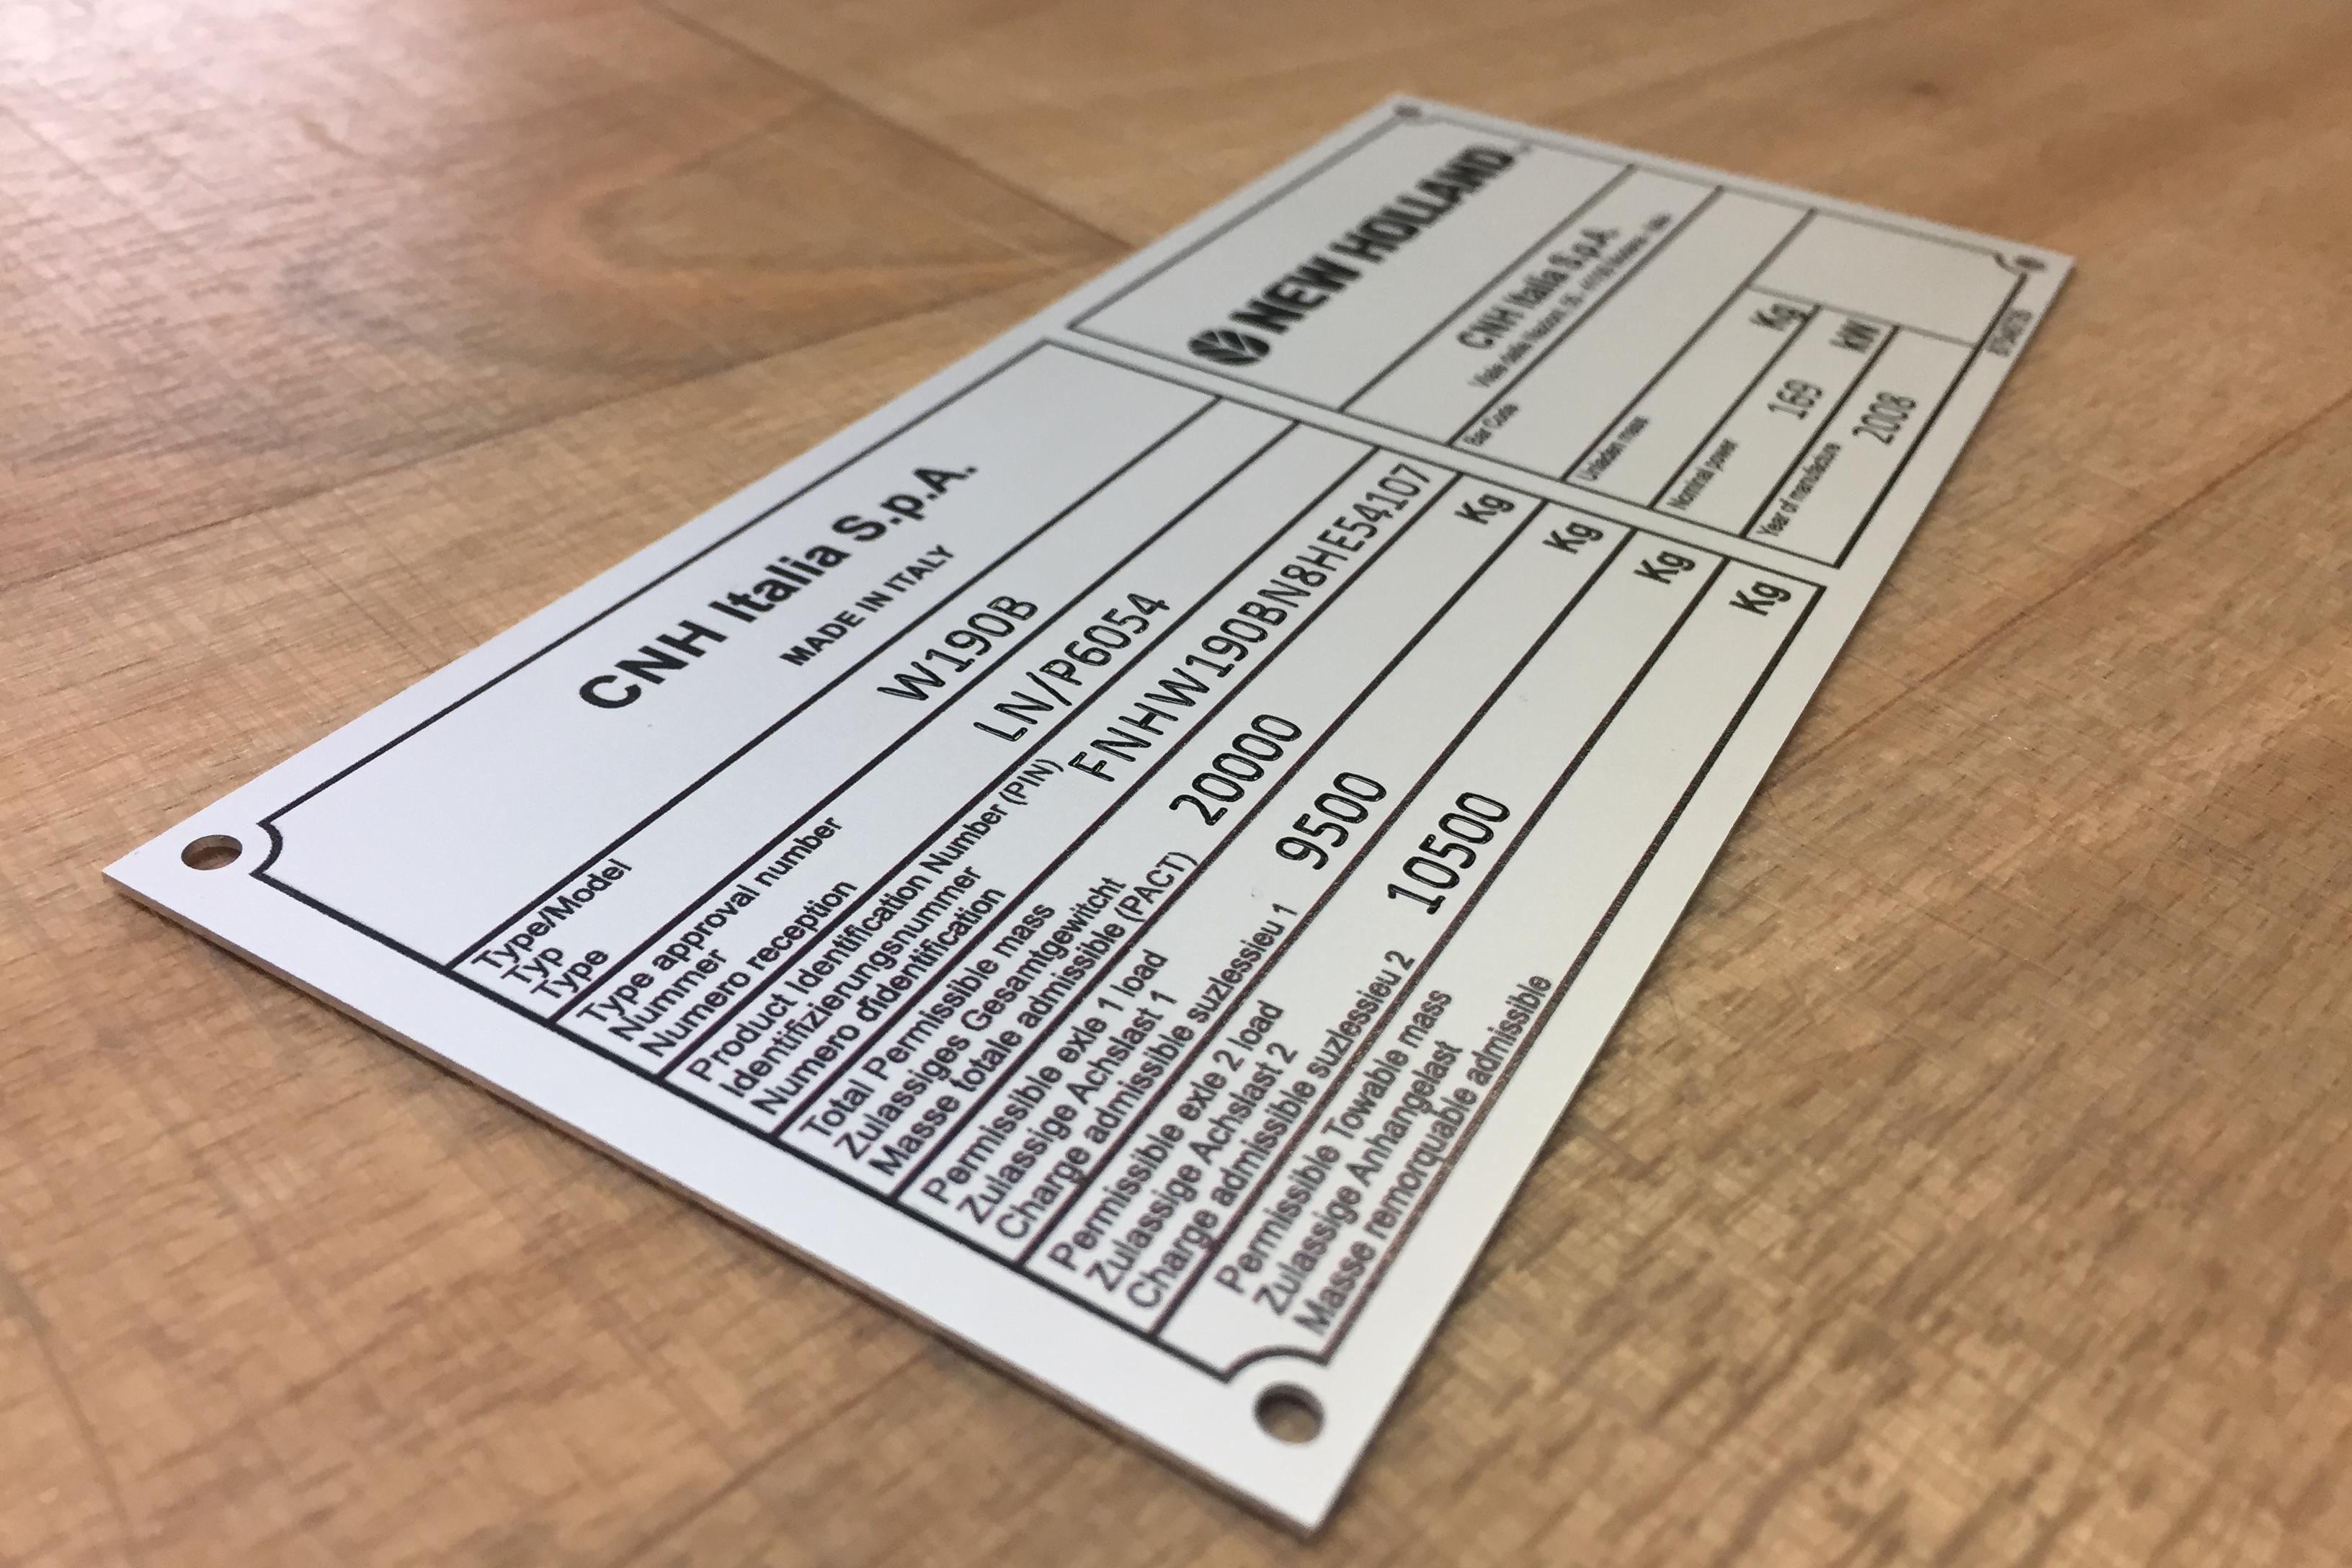 CNH Italia S.p.A.
MADE IN ITALY
Type/Model
Typ
Type
W190B
Type approval number
Nummer
Numero reception
LN/P6054
Product Identification Number (PIN)
Identifizierungsnummer
Numero didentification
FNHW190BN8HE54107
Total Permissible mass
Zulassiges Gesamtgewitcht
Masse totale admissible (PACT)
20000 Kg
Permissible exle 1 load
Zulassige Achslast 1
Charge admissible suzlessieu 1
9500 Kg
Permissible exle 2 load
Zulassige Achslast 2
Charge admissible suzlessieu 2
10500 Kg
Permissible Towable mass
Zulassige Anhangelast
Masse remorquable admissible
Kg
NEW HOLLAND
CNH Italia S.p.A.
Bar Code
Unladen mass Kg
Nominal power 169 kW
Year of manufacture 2008